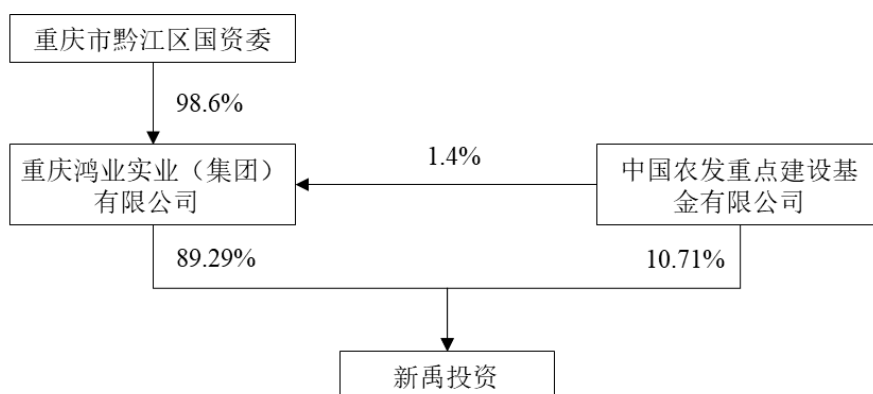 重庆市黔江区国资委
98.6%
重庆鸿业实业（集团）
有限公司
1.4%
中国农发重点建设基
金有限公司
89.29%
10.71%
新禹投资